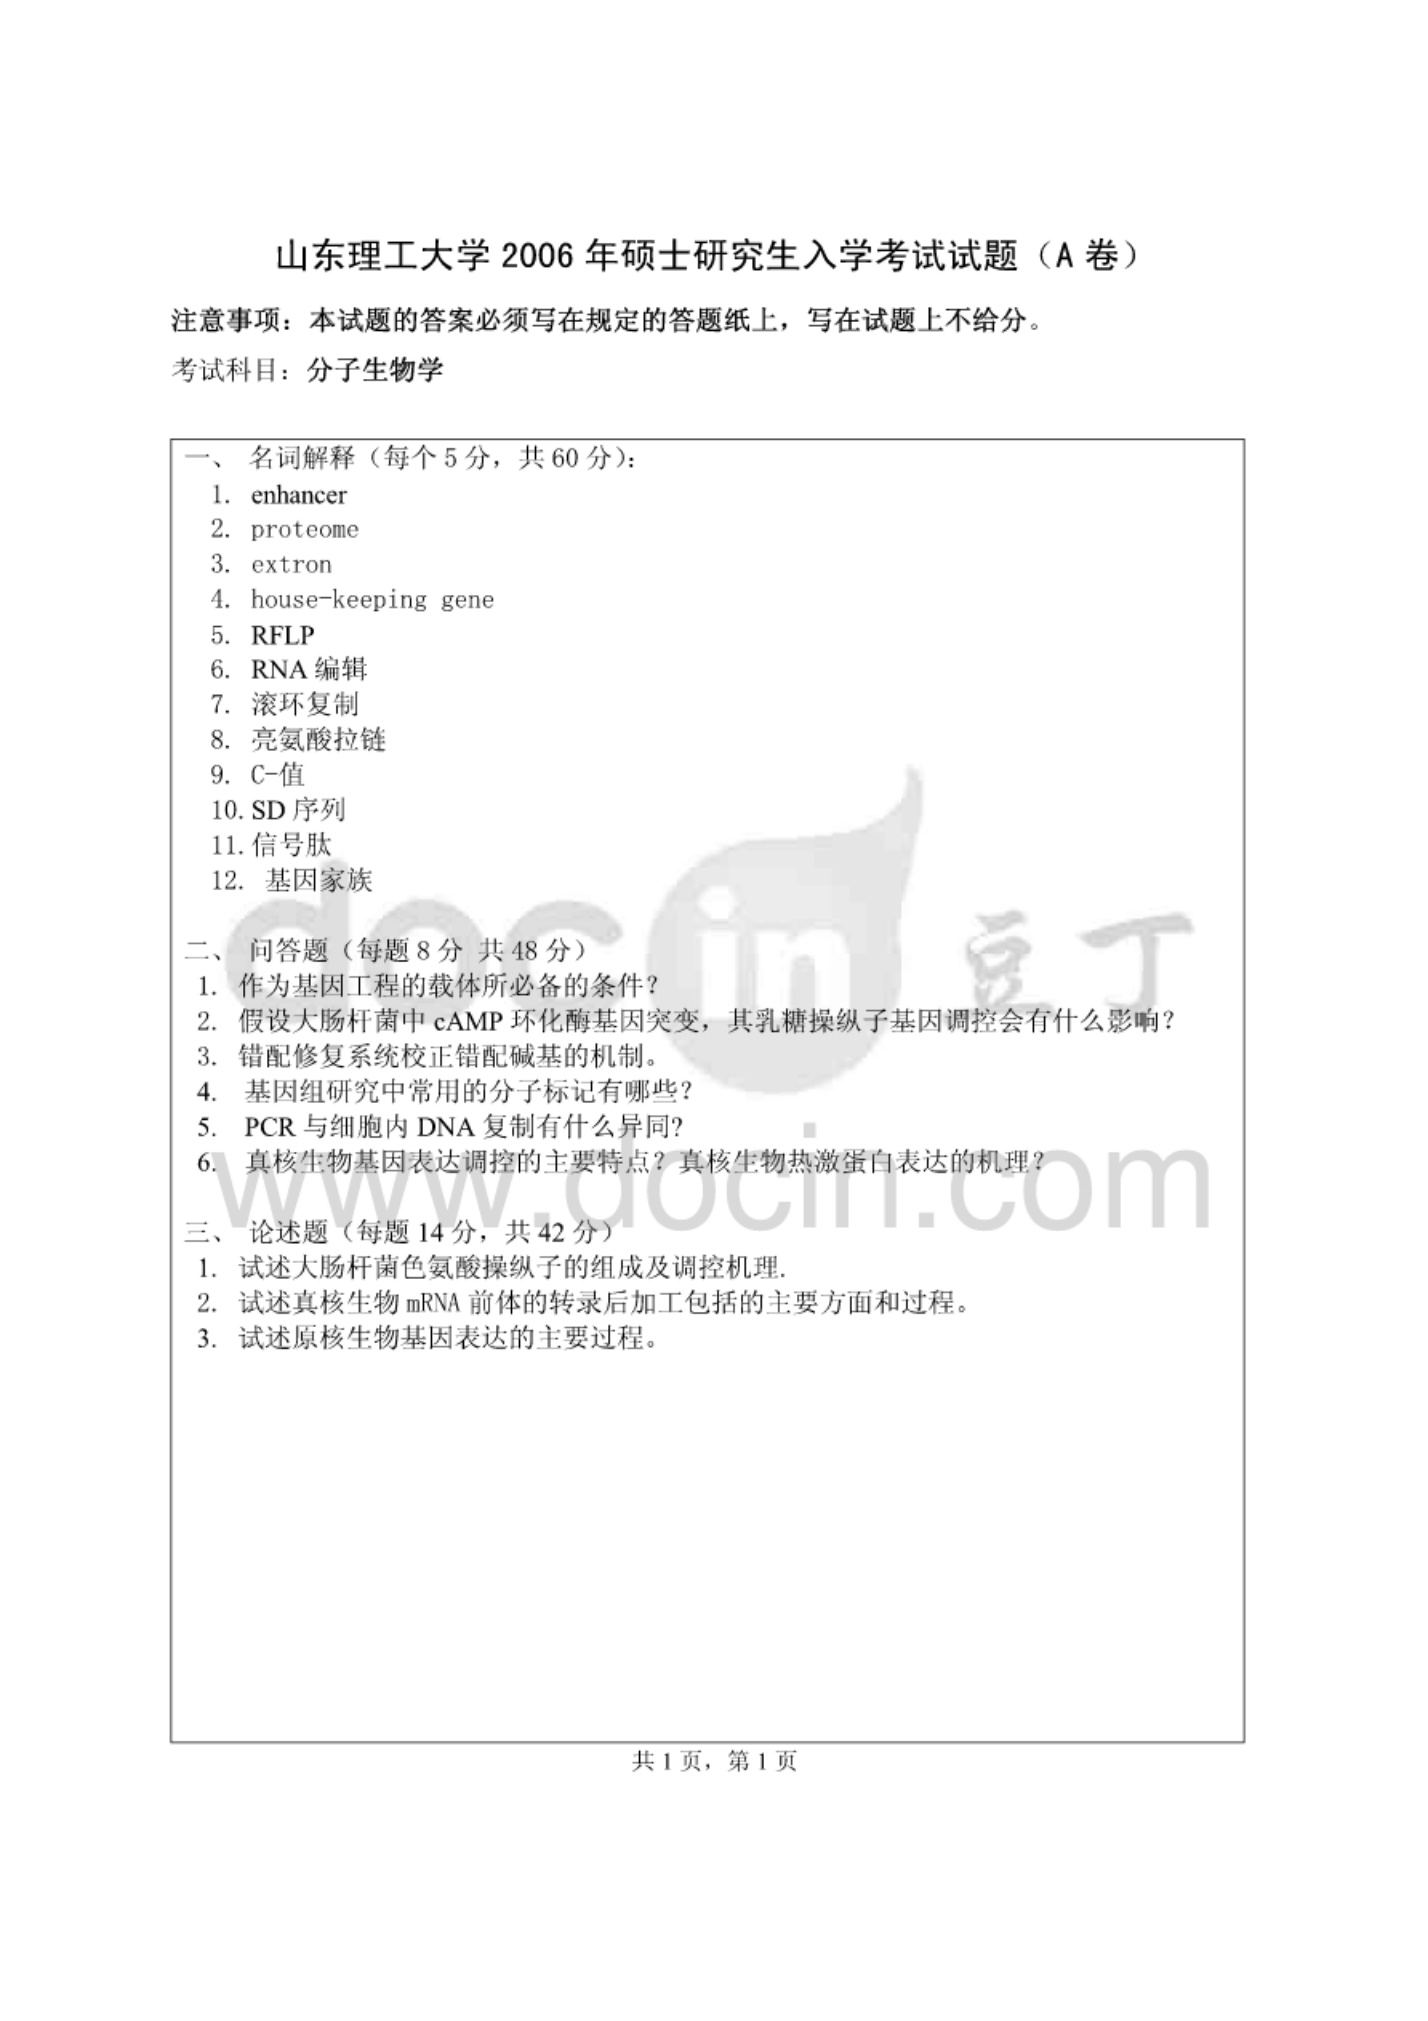 山东理工大学 2006 年硕士研究生入学考试试题（A 卷）
注意事项：本试题的答案必须写在规定的答题纸上，写在试题上不给分。
考试科目：分子生物学
一、 名词解释（每个 5 分，共 60 分）：
1. enhancer
2. proteome
3. extron
4. house-keeping gene
5. RFLP
6. RNA 编辑
7. 滚环复制
8. 亮氨酸拉链
9. C-值
10. SD 序列
11. 信号肽
12. 基因家族
二、 问答题（每题 8 分 共 48 分）
1. 作为基因工程的载体所必备的条件？
2. 假设大肠杆菌中 cAMP 环化酶基因突变，其乳糖操纵子基因调控会有什么影响？
3. 错配修复系统校正错配碱基的机制。
4. 基因组研究中常用的分子标记有哪些？
5. PCR 与细胞内 DNA 复制有什么异同?
6. 真核生物基因表达调控的主要特点？真核生物热激蛋白表达的机理？
三、 论述题（每题 14 分，共 42 分）
1. 试述大肠杆菌色氨酸操纵子的组成及调控机理.
2. 试述真核生物 mRNA 前体的转录后加工包括的主要方面和过程。
3. 试述原核生物基因表达的主要过程。
共 1 页，第 1 页
docin 豆丁
www.docin.com